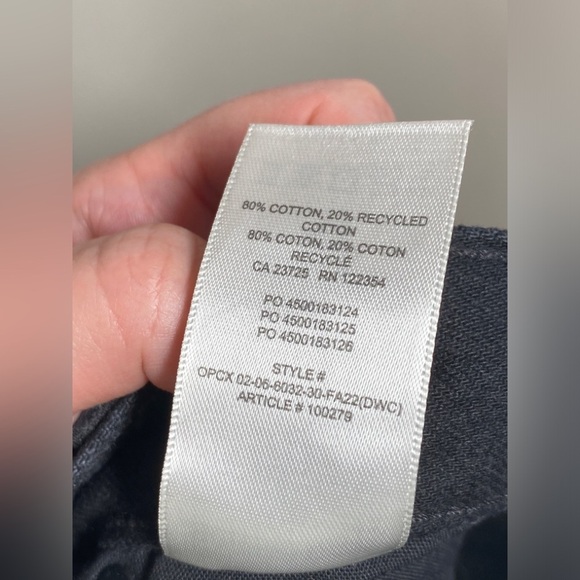 80% COTTON, 20% RECYCLED
COTTON
80% COTON, 20% COTON
RECYCLÉ
CA 23725 RN 122354
PO 4500183124
PO 4500183125
PO 4500183126
STYLE #
OPCX 02-06-6032-30-FA22(DWC)
ARTICLE # 100279